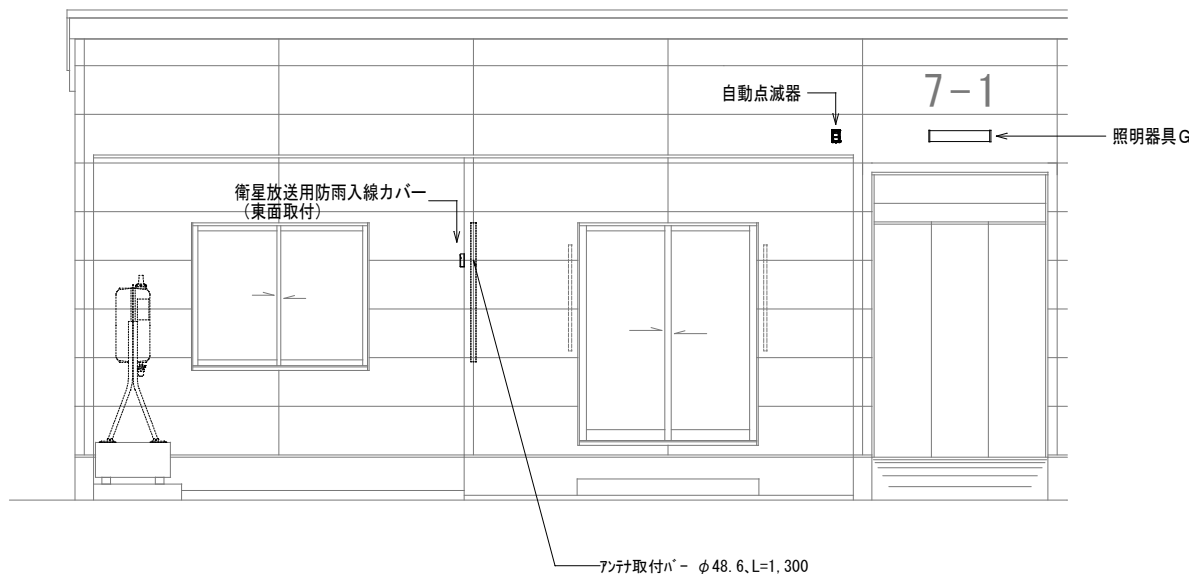 7-1
自動点滅器
照明器具G
衛星放送用防雨入線カバー
(東面取付)
アンテナ取付バー φ48.6、L=1,300